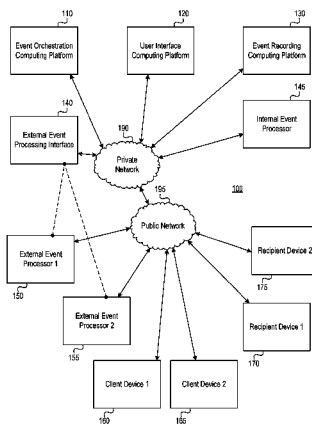 110
120
130
Event Orchestration
Computing Platform
User Interface
Computing Platform
Event Recording
Computing Platform
140
145
External Event
Processing Interface
Internal Event
Processor
190
Private
Network
195
100
Public Network
External Event
Processor 1
150
Recipient Device 2
175
External Event
Processor 2
155
Recipient Device 1
170
Client Device 1
160
Client Device 2
165